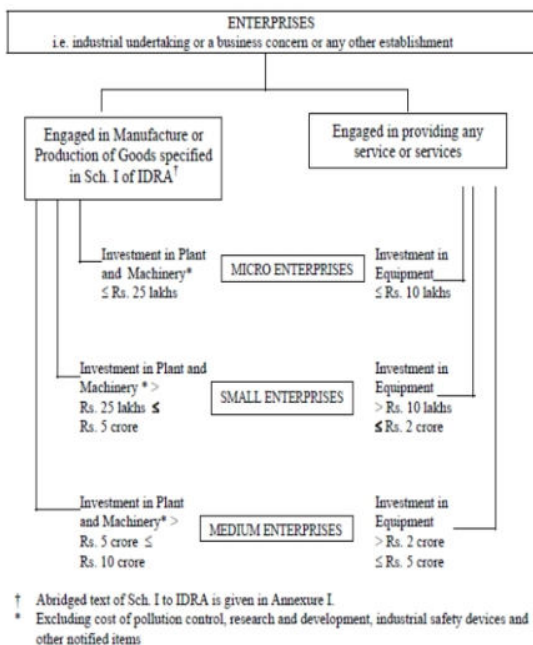 ENTERPRISES
i.e. industrial undertaking or a business concern or any other establishment
Engaged in Manufacture or
Production of Goods specified
in Sch. I of IDRA†
Engaged in providing any
service or services
Investment in Plant
and Machinery*
≤ Rs. 25 lakhs
MICRO ENTERPRISES
Investment in
Equipment
≤ Rs. 10 lakhs
Investment in Plant and
Machinery * >
Rs. 25 lakhs ≤
Rs. 5 crore
SMALL ENTERPRISES
Investment in
Equipment
> Rs. 10 lakhs
≤ Rs. 2 crore
Investment in Plant
and Machinery* >
Rs. 5 crore ≤
Rs. 10 crore
MEDIUM ENTERPRISES
Investment in
Equipment
> Rs. 2 crore
≤ Rs. 5 crore
† Abridged text of Sch. I to IDRA is given in Annexure I.
* Excluding cost of pollution control, research and development, industrial safety devices and
other notified items